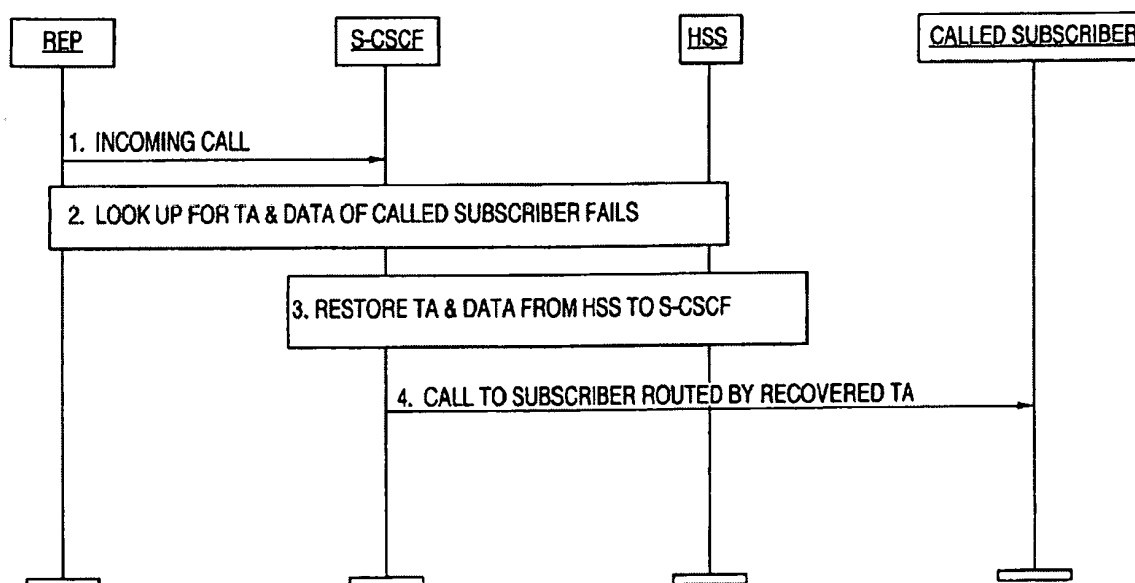 REP
S-CSCF
HSS
CALLED SUBSCRIBER
1. INCOMING CALL
2. LOOK UP FOR TA & DATA OF CALLED SUBSCRIBER FAILS
3. RESTORE TA & DATA FROM HSS TO S-CSCF
4. CALL TO SUBSCRIBER ROUTED BY RECOVERED TA